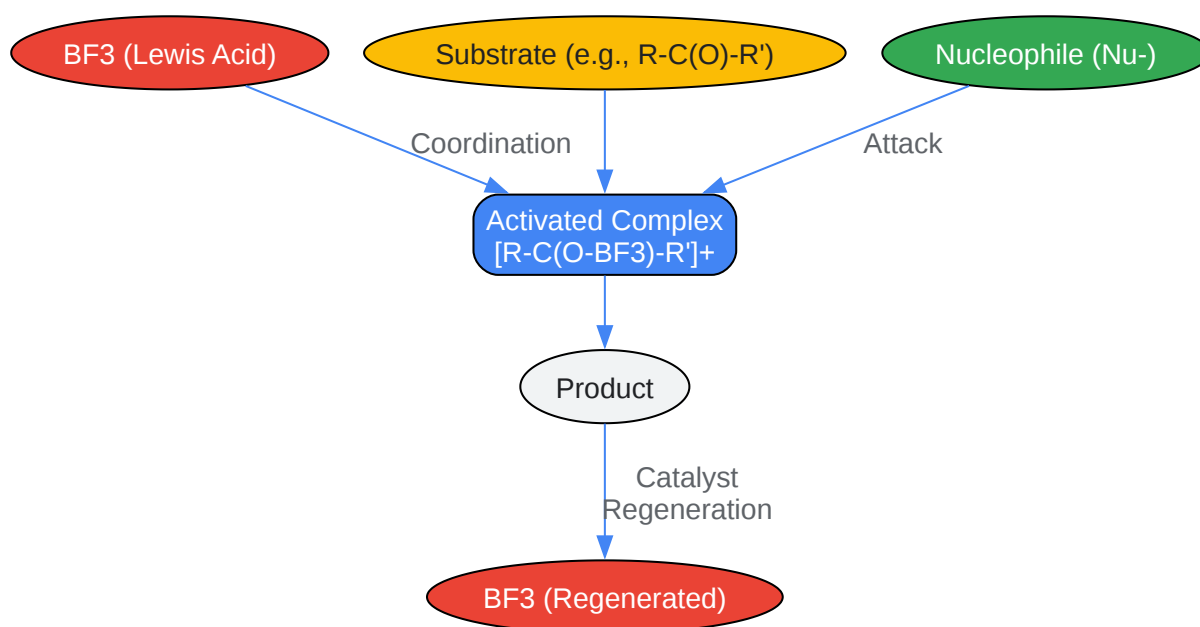 BF3 (Lewis Acid)
Substrate (e.g., R-C(O)-R')
Nucleophile (Nu-)
Coordination
Attack
Activated Complex
[R-C(O-BF3)-R']+
Product
Catalyst
Regeneration
BF3 (Regenerated)